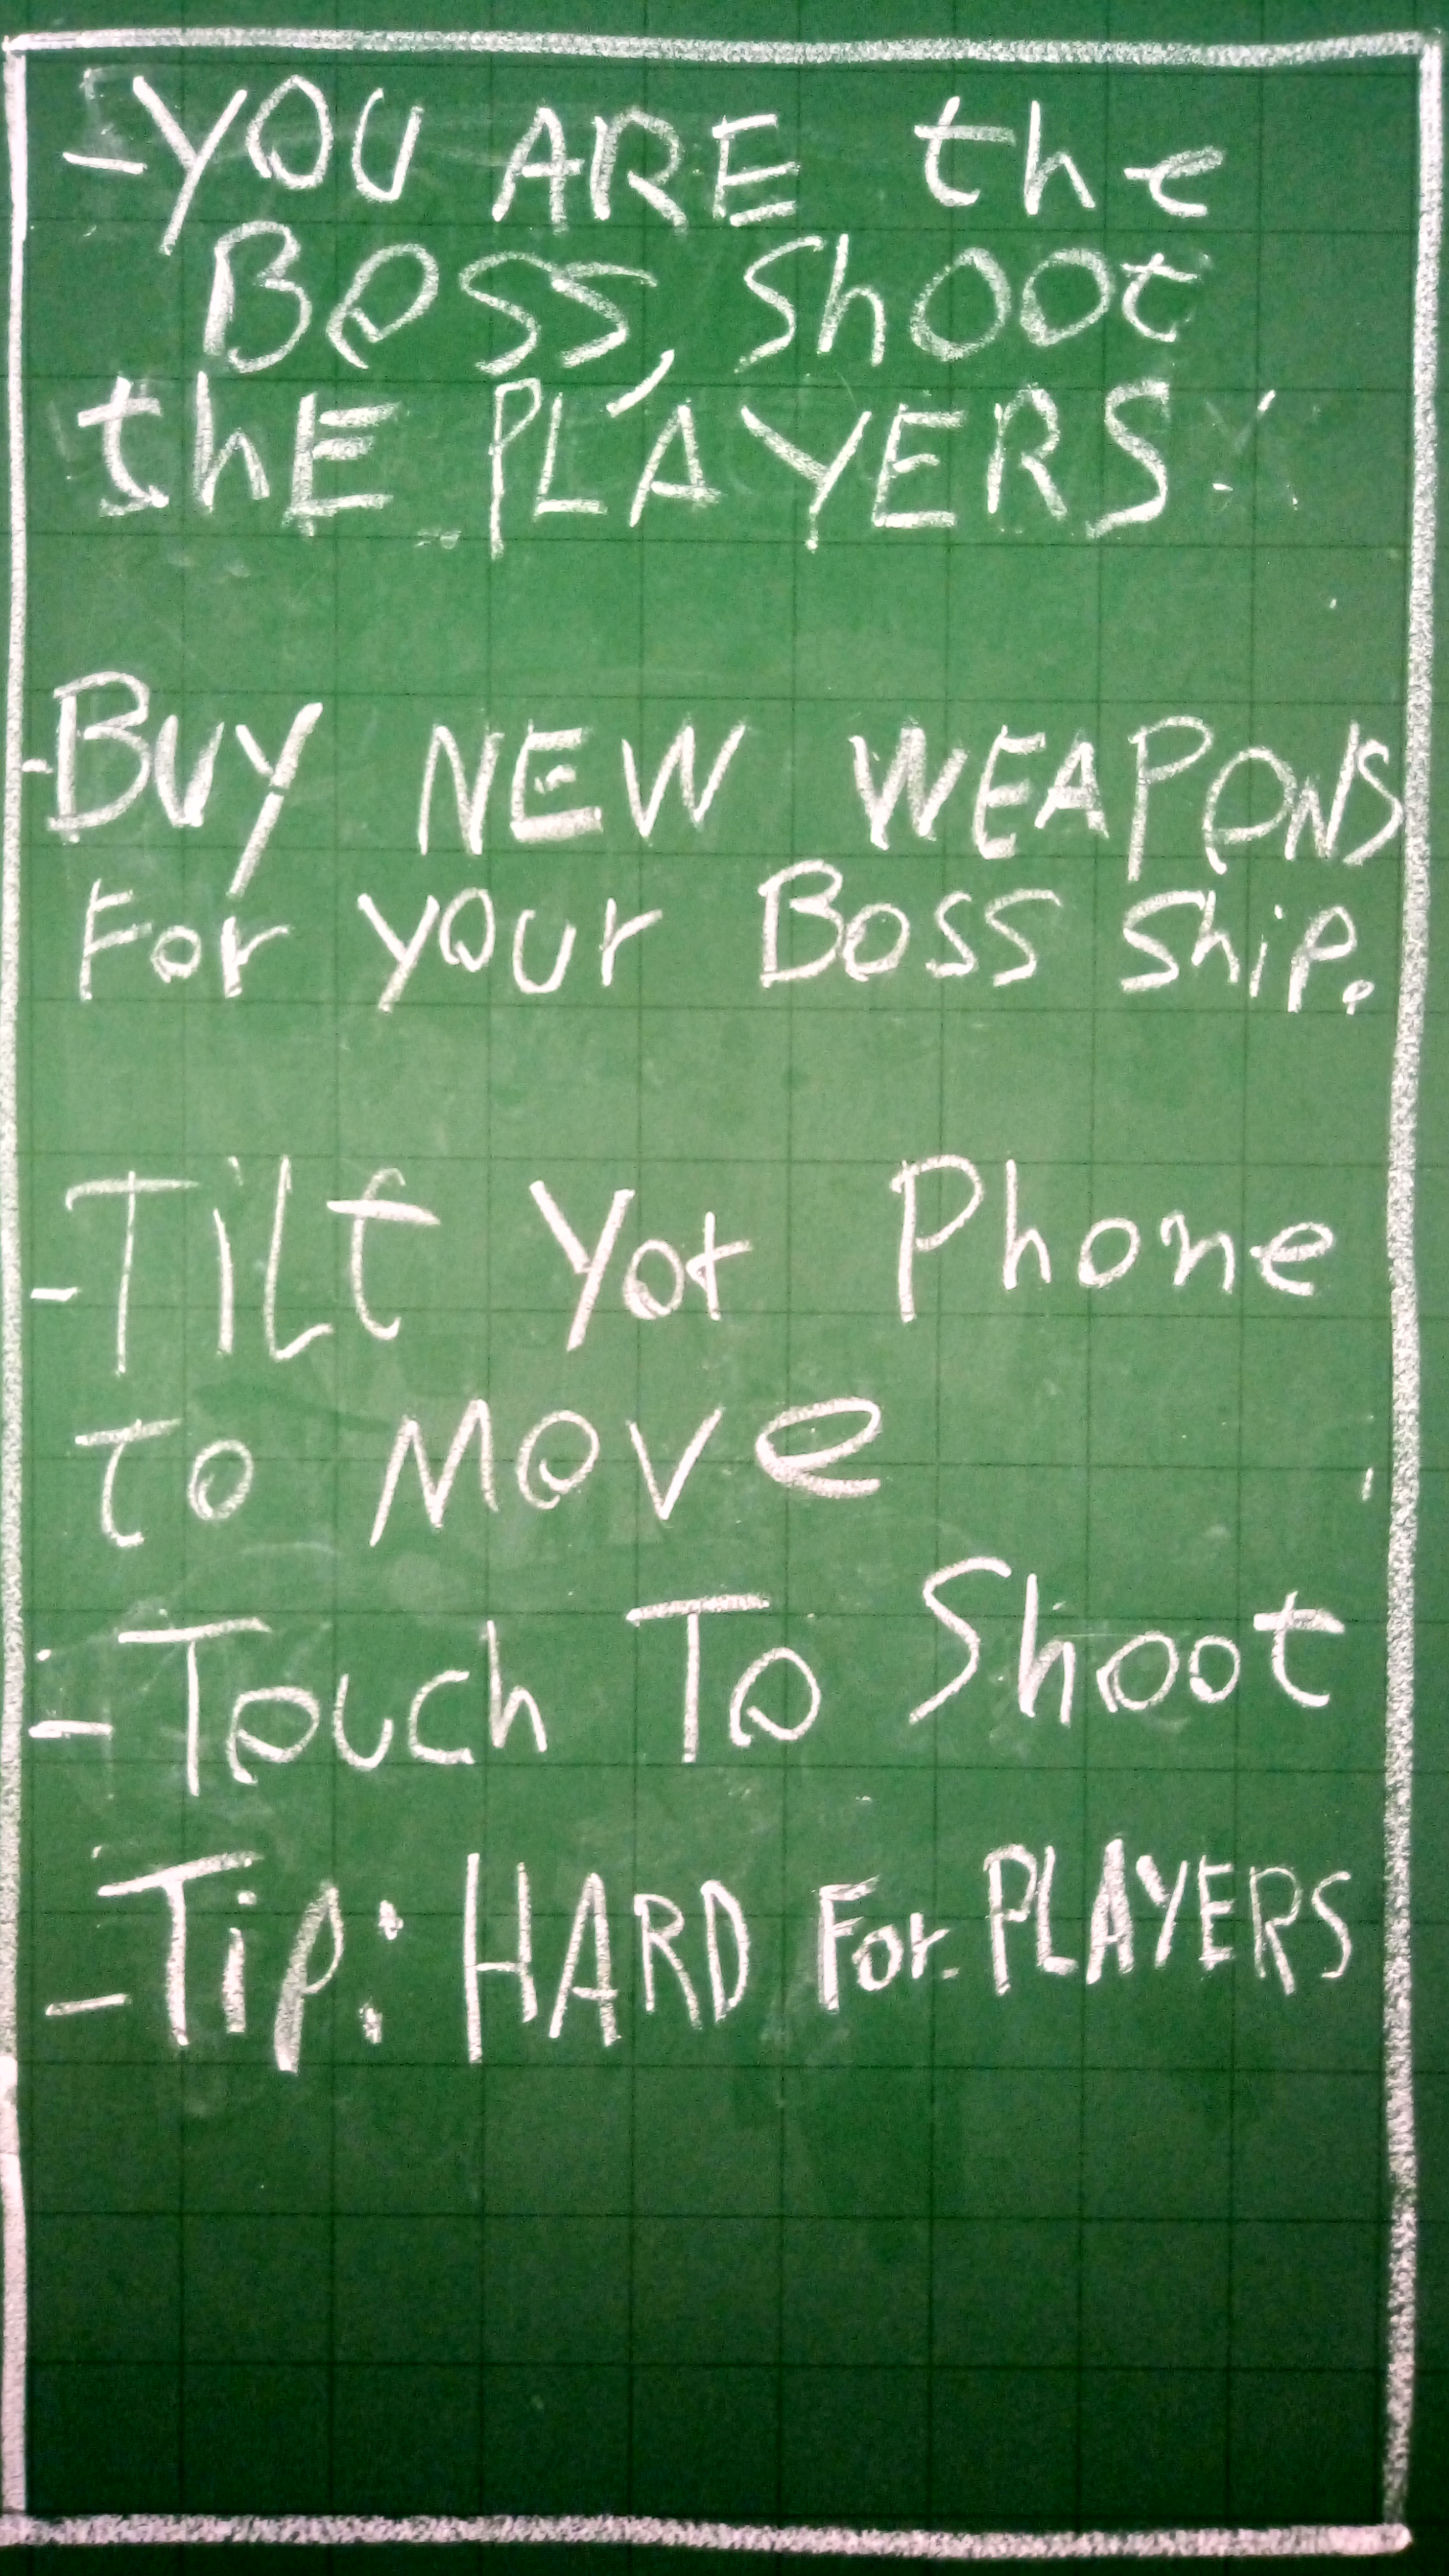 -YOU ARE the
BOSS, Shoot
thE PLAYERS.
-BUY NEW WEAPONS
For your Boss Ship.
-TiLt Yor Phone
to Move
-Touch To Shoot
-Tip: HARD For PLAYERS